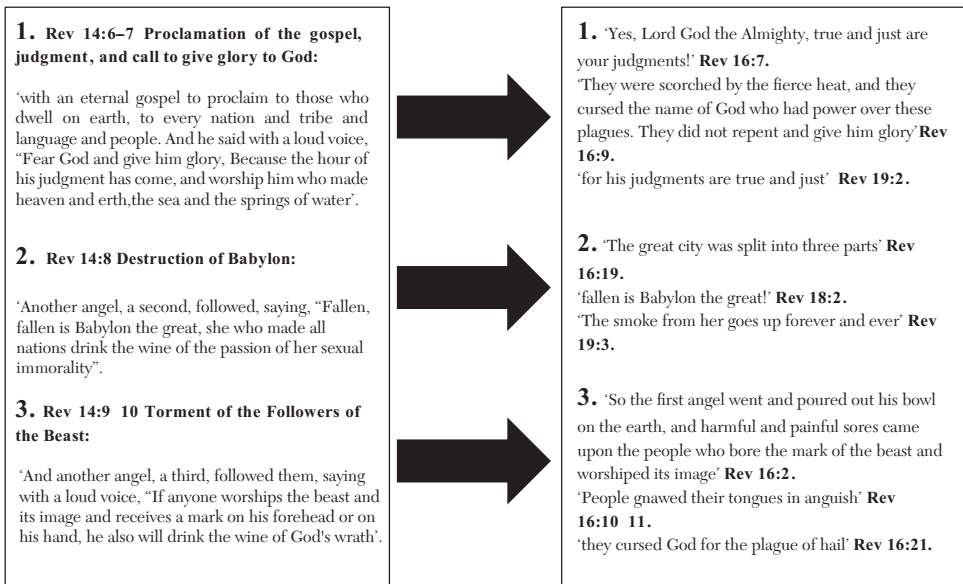 1. Rev 14:6–7 Proclamation of the gospel,
judgment, and call to give glory to God:
‘with an eternal gospel to proclaim to those who
dwell on earth, to every nation and tribe and
language and people. And he said with a loud voice,
“Fear God and give him glory, Because the hour of
his judgment has come, and worship him who made
heaven and erth,the sea and the springs of water’.
2. Rev 14:8 Destruction of Babylon:
‘Another angel, a second, followed, saying, “Fallen,
fallen is Babylon the great, she who made all
nations drink the wine of the passion of her sexual
immorality”.
3. Rev 14:9 10 Torment of the Followers of
the Beast:
‘And another angel, a third, followed them, saying
with a loud voice, “If anyone worships the beast and
its image and receives a mark on his forehead or on
his hand, he also will drink the wine of God's wrath’.
1. ‘Yes, Lord God the Almighty, true and just are
your judgments!’ Rev 16:7.
‘They were scorched by the fierce heat, and they
cursed the name of God who had power over these
plagues. They did not repent and give him glory’Rev
16:9.
‘for his judgments are true and just’ Rev 19:2.
2. ‘The great city was split into three parts’ Rev
16:19.
‘fallen is Babylon the great!’ Rev 18:2.
‘The smoke from her goes up forever and ever’ Rev
19:3.
3. ‘So the first angel went and poured out his bowl
on the earth, and harmful and painful sores came
upon the people who bore the mark of the beast and
worshiped its image’ Rev 16:2.
‘People gnawed their tongues in anguish’ Rev
16:10 11.
‘they cursed God for the plague of hail’ Rev 16:21.